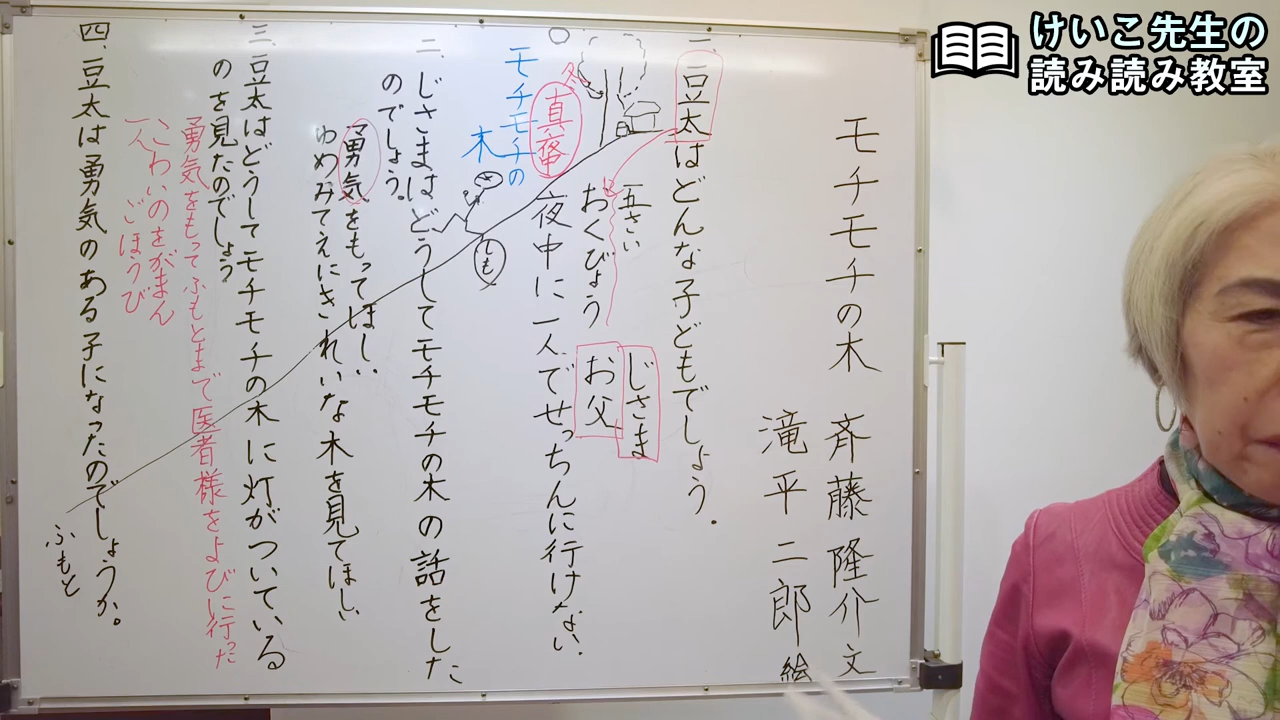 けいこ先生の
読み読み教室
モチモチの木
斉藤隆介 文
滝平二郎 絵
一、豆太はどんな子どもでしょう。
五さい
じさま
おくびょう
お父
夜中に一人でせっちんに行けない。
冬
真夜中
モチモチの
木
しも
二、じさまはどうしてモチモチの木の話をした
のでしょう。
勇気をもってほしい
ゆめみてえにきれいな木を見てほしい
三、豆太はどうしてモチモチの木に灯がついている
のを見たのでしょう
勇気をもってふもとまで医者様をよびに行った
こわいのをがまん
一人 ごほうび
四、豆太は勇気のある子になったのでしょうか。
ふもと